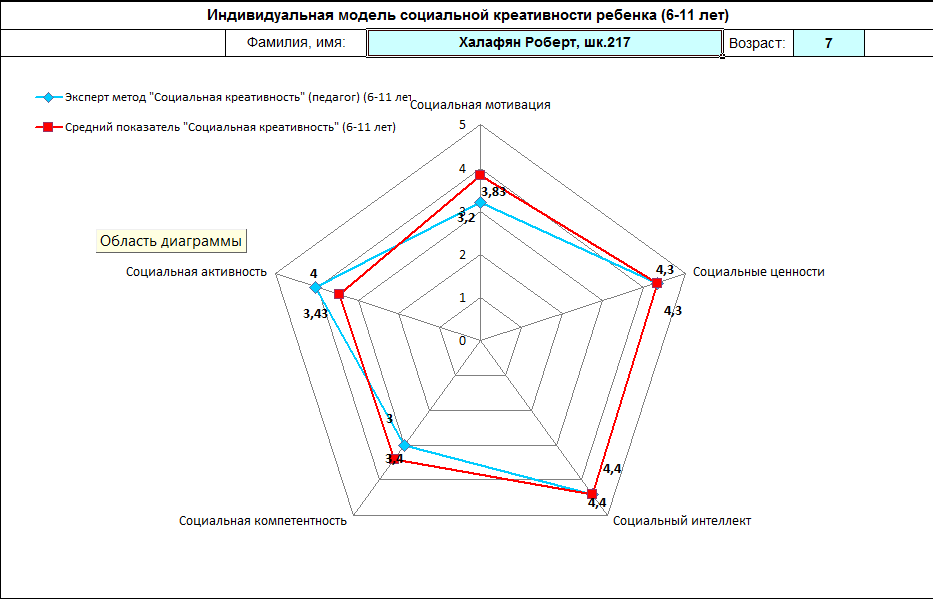 Индивидуальная модель социальной креативности ребенка (6-11 лет)
Фамилия, имя: Халафян Роберт, шк.217 Возраст: 7
Эксперт метод "Социальная креативность" (педагог) (6-11 лет
Социальная мотивация
Средний показатель "Социальная креативность" (6-11 лет)
5
4
3,83
3
3,2
Область диаграммы
2
Социальная активность
4
4,3
Социальные ценности
1
3,43
4,3
0
3
3,4
4,4
4,4
Социальная компетентность
Социальный интеллект